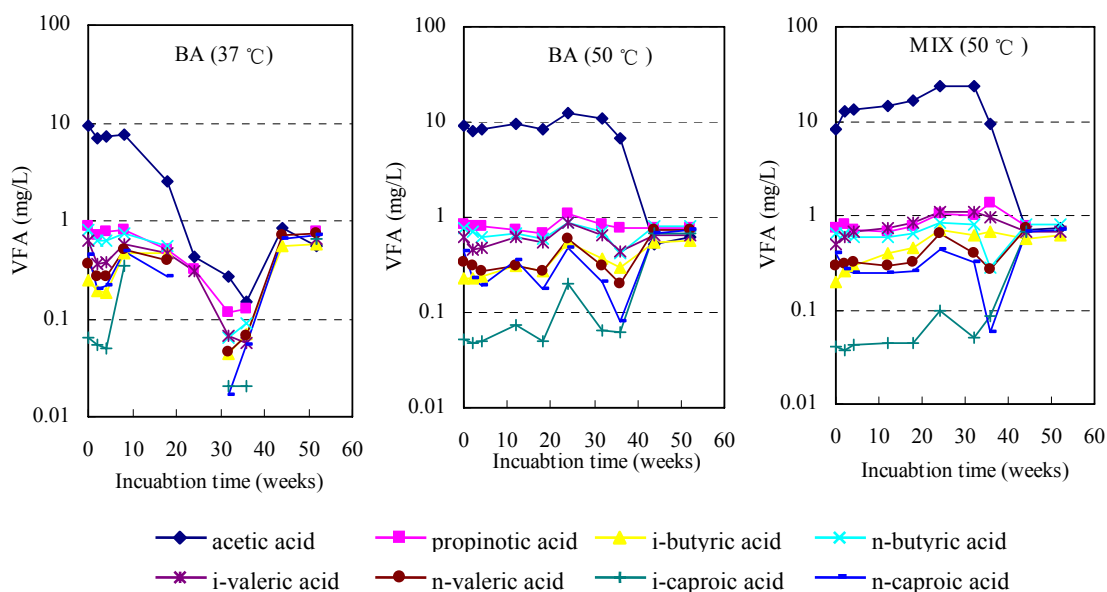 BA (37 ℃)
VFA (mg/L)
100
10
1
0.1
0.01
0 10 20 30 40 50 60
Incuabtion time (weeks)
BA (50 ℃)
VFA (mg/L)
100
10
1
0.1
0.01
0 10 20 30 40 50 60
Incuabtion time (weeks)
MIX (50 ℃)
VFA (mg/L)
100
10
1
0.1
0.01
0 10 20 30 40 50 60
Incuabtion time (weeks)
acetic acid propinotic acid i-butyric acid n-butyric acid
i-valeric acid n-valeric acid i-caproic acid n-caproic acid